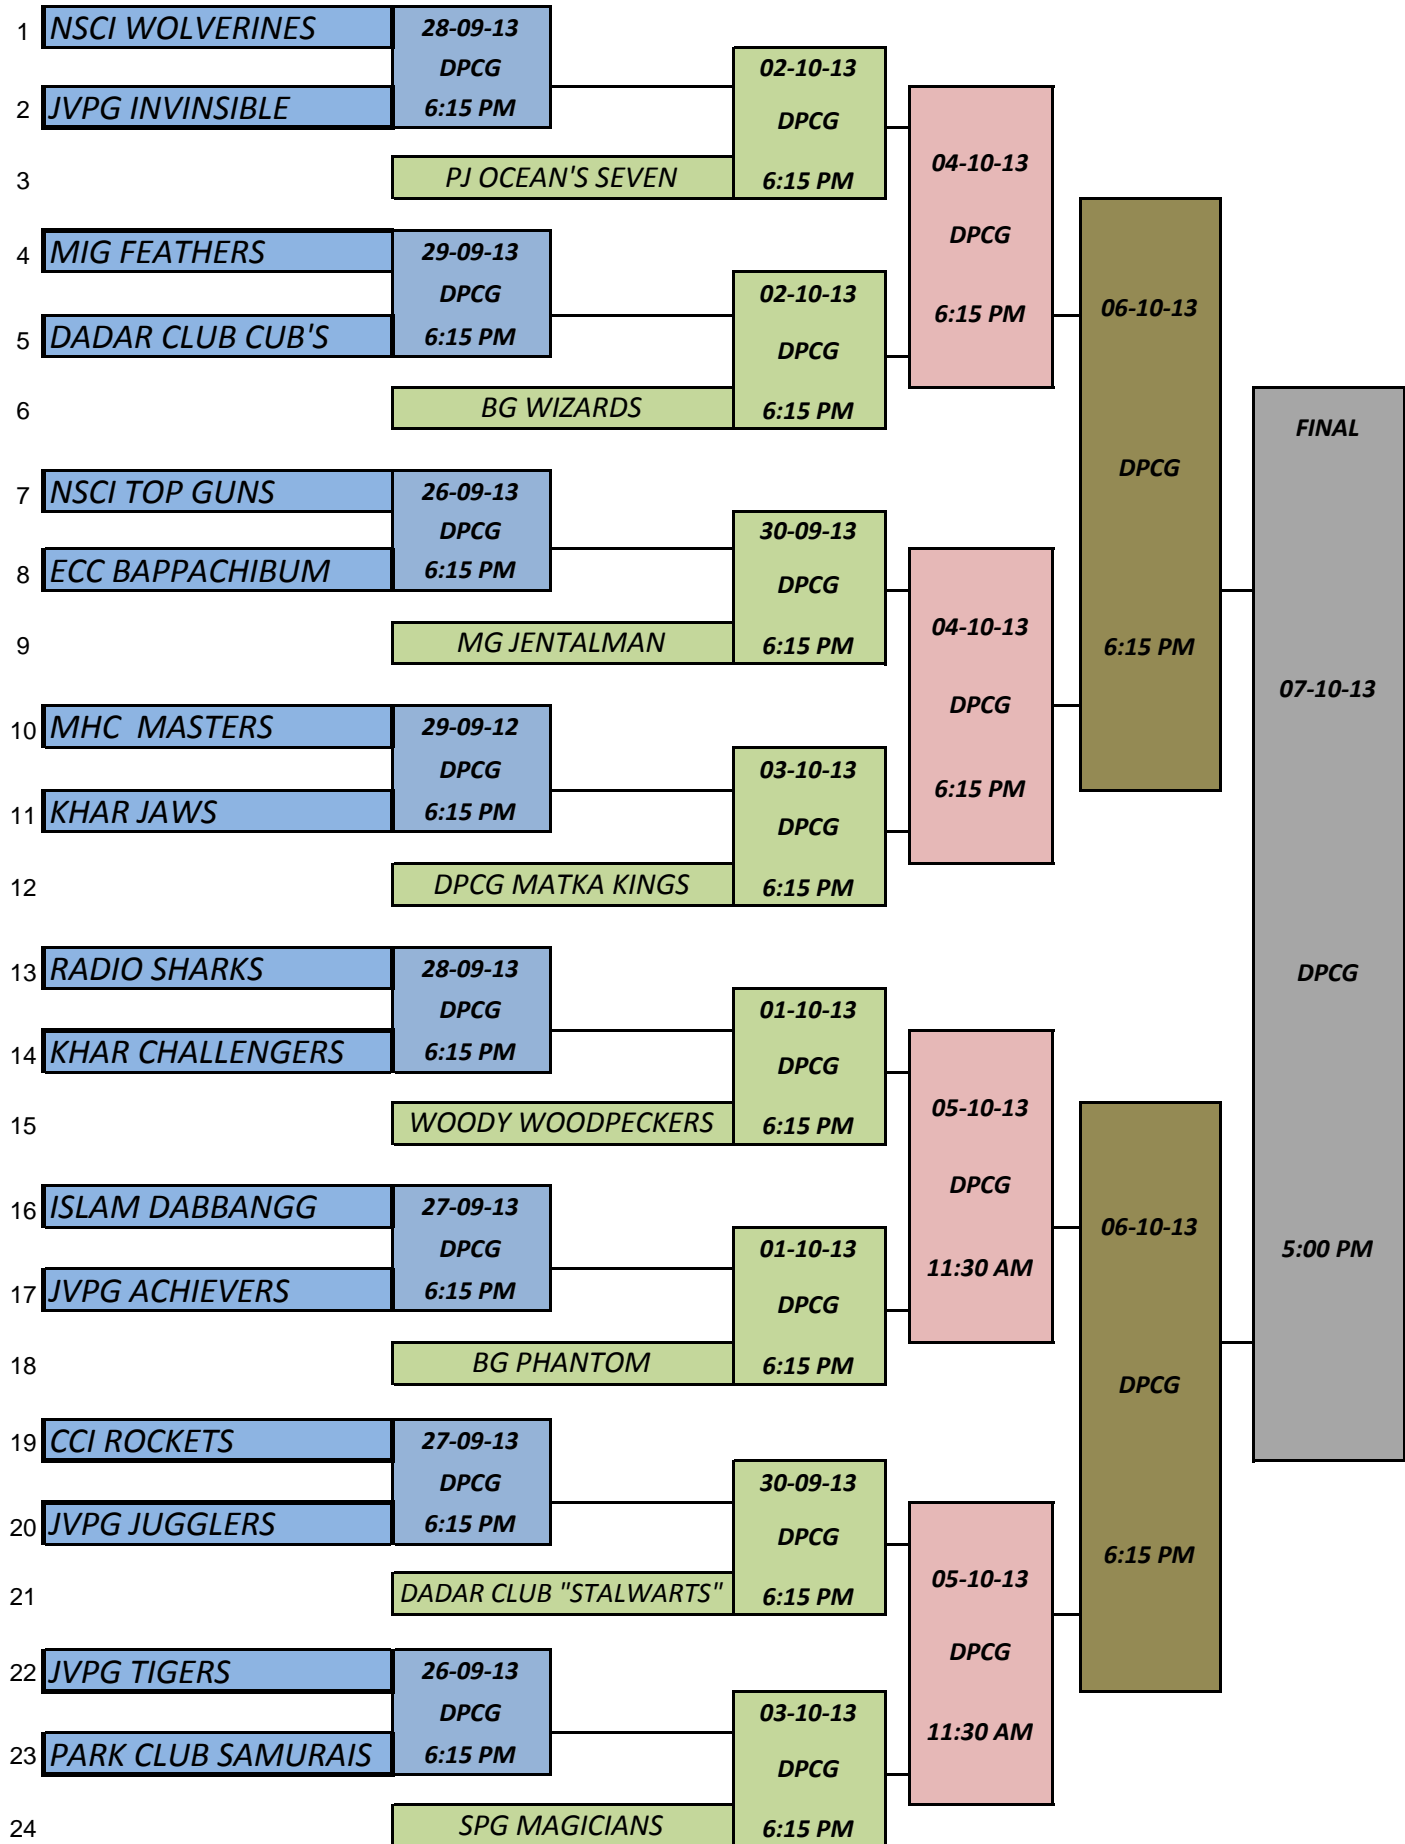 1 NSCI WOLVERINES 28-09-13
DPCG 02-10-13
2 JVPG INVINSIBLE 6:15 PM
DPCG
3 PJ OCEAN'S SEVEN 6:15 PM 04-10-13
4 MIG FEATHERS 29-09-13 DPCG
DPCG 02-10-13
5 DADAR CLUB CUB'S 6:15 PM 6:15 PM 06-10-13
DPCG
6 BG WIZARDS 6:15 PM
FINAL
DPCG
7 NSCI TOP GUNS 26-09-13
DPCG 30-09-13
8 ECC BAPPACHIBUM 6:15 PM
DPCG
04-10-13
9 MG JENTALMAN 6:15 PM 6:15 PM
07-10-13
10 MHC  MASTERS 29-09-12 DPCG
DPCG 03-10-13
6:15 PM
11 KHAR JAWS 6:15 PM
DPCG
12 DPCG MATKA KINGS 6:15 PM
13 RADIO SHARKS 28-09-13 DPCG
DPCG 01-10-13
14 KHAR CHALLENGERS 6:15 PM
DPCG
05-10-13
15 WOODY WOODPECKERS 6:15 PM
DPCG
16 ISLAM DABBANGG 27-09-13
06-10-13
DPCG 01-10-13 5:00 PM
11:30 AM
17 JVPG ACHIEVERS 6:15 PM
DPCG
18 BG PHANTOM 6:15 PM
DPCG
19 CCI ROCKETS 27-09-13
DPCG 30-09-13
20 JVPG JUGGLERS 6:15 PM
DPCG
6:15 PM
05-10-13
21 DADAR CLUB "STALWARTS" 6:15 PM
DPCG
22 JVPG TIGERS 26-09-13
DPCG 03-10-13
11:30 AM
23 PARK CLUB SAMURAIS 6:15 PM
DPCG
24 SPG MAGICIANS 6:15 PM